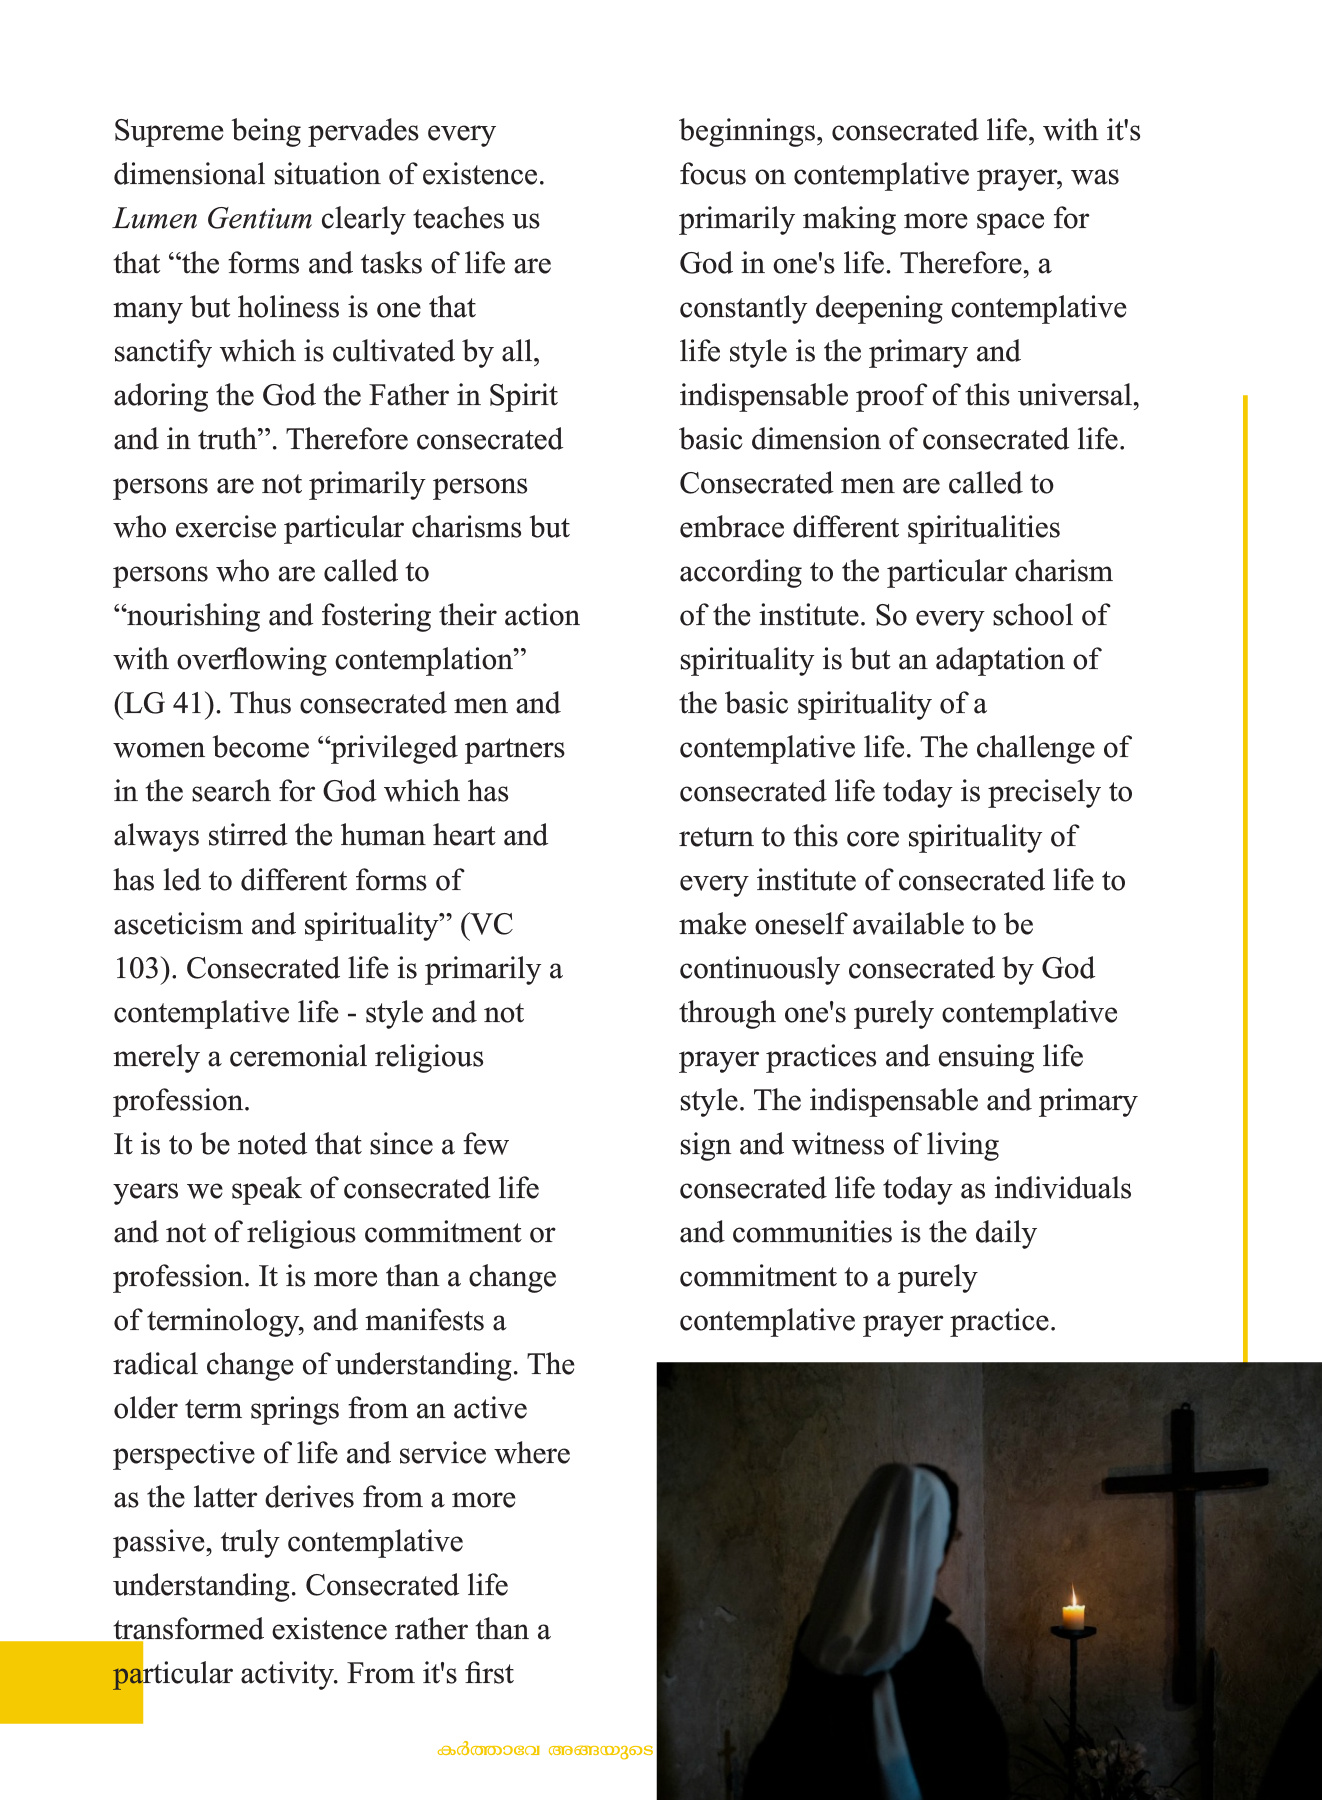 Supreme being pervades every
dimensional situation of existence.
Lumen Gentium clearly teaches us
that “the forms and tasks of life are
many but holiness is one that
sanctify which is cultivated by all,
adoring the God the Father in Spirit
and in truth”. Therefore consecrated
persons are not primarily persons
who exercise particular charisms but
persons who are called to
“nourishing and fostering their action
with overflowing contemplation”
(LG 41). Thus consecrated men and
women become “privileged partners
in the search for God which has
always stirred the human heart and
has led to different forms of
asceticism and spirituality” (VC
103). Consecrated life is primarily a
contemplative life - style and not
merely a ceremonial religious
profession.
It is to be noted that since a few
years we speak of consecrated life
and not of religious commitment or
profession. It is more than a change
of terminology, and manifests a
radical change of understanding. The
older term springs from an active
perspective of life and service where
as the latter derives from a more
passive, truly contemplative
understanding. Consecrated life
transformed existence rather than a
particular activity. From it's first
beginnings, consecrated life, with it's
focus on contemplative prayer, was
primarily making more space for
God in one's life. Therefore, a
constantly deepening contemplative
life style is the primary and
indispensable proof of this universal,
basic dimension of consecrated life.
Consecrated men are called to
embrace different spiritualities
according to the particular charism
of the institute. So every school of
spirituality is but an adaptation of
the basic spirituality of a
contemplative life. The challenge of
consecrated life today is precisely to
return to this core spirituality of
every institute of consecrated life to
make oneself available to be
continuously consecrated by God
through one's purely contemplative
prayer practices and ensuing life
style. The indispensable and primary
sign and witness of living
consecrated life today as individuals
and communities is the daily
commitment to a purely
contemplative prayer practice.
കർത്താവേ അങ്ങയുടെ